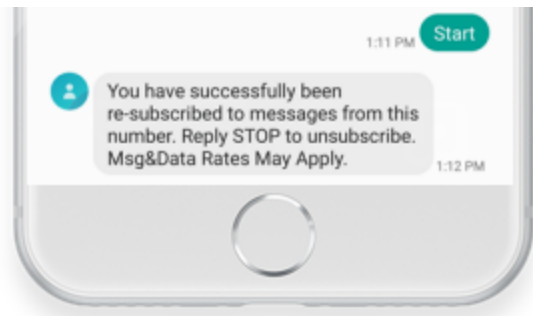 Start
1:11 PM
You have successfully been
re-subscribed to messages from this
number. Reply STOP to unsubscribe.
Msg&Data Rates May Apply.
1:12 PM